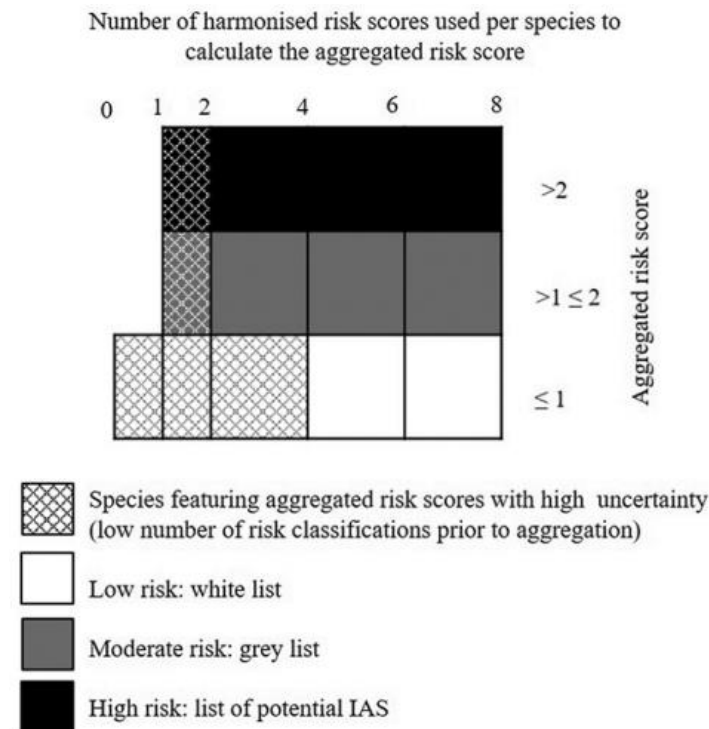 Number of harmonised risk scores used per species to
calculate the aggregated risk score
0 1 2 4 6 8
>2
>1 ≤ 2
≤ 1
Aggregated risk score
Species featuring aggregated risk scores with high uncertainty
(low number of risk classifications prior to aggregation)
Low risk: white list
Moderate risk: grey list
High risk: list of potential IAS